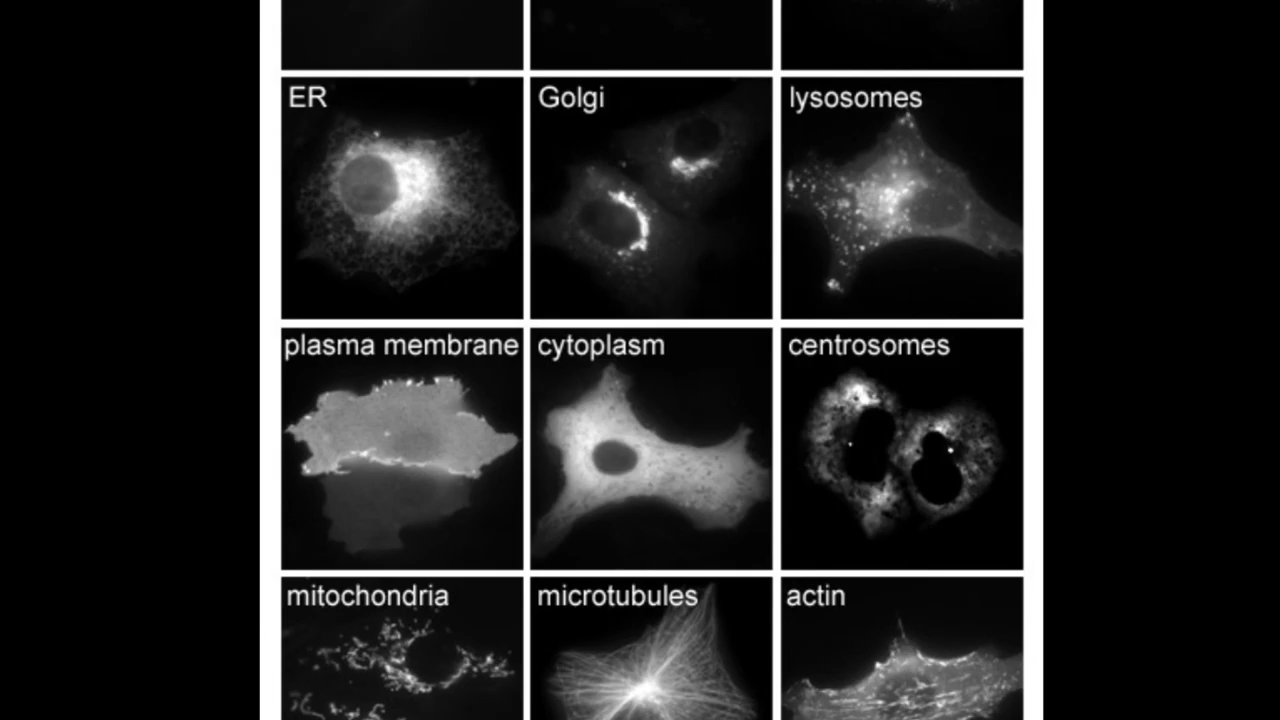 ER
Golgi
lysosomes
plasma membrane
cytoplasm
centrosomes
mitochondria
microtubules
actin